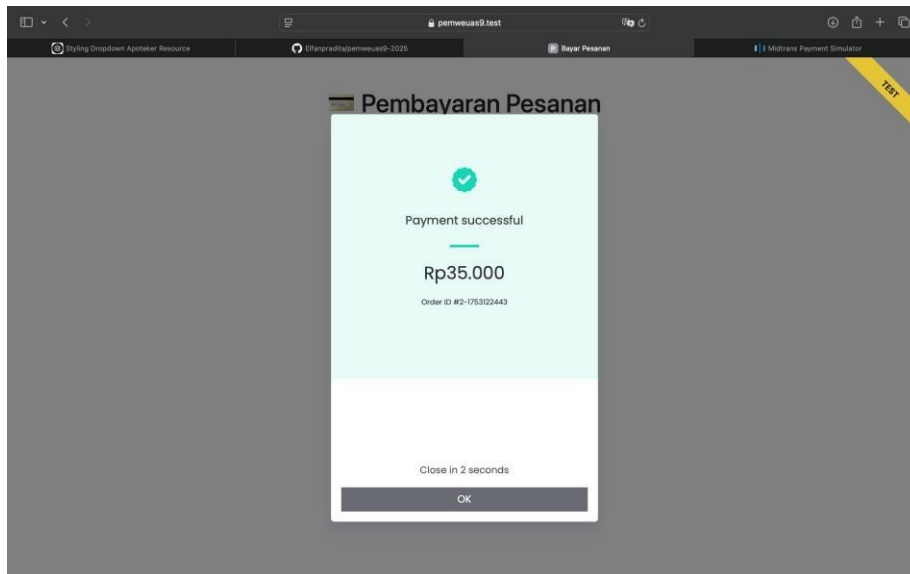 pemweuas9.test
Styling Dropdown Apoteker Resource
Elfanpradita/pemweuas9-2025
Bayar Pesanan
Midtrans Payment Simulator
TEST
Pembayaran Pesanan
Payment successful
Rp35.000
Order ID #2-1753122443
Close in 2 seconds
OK